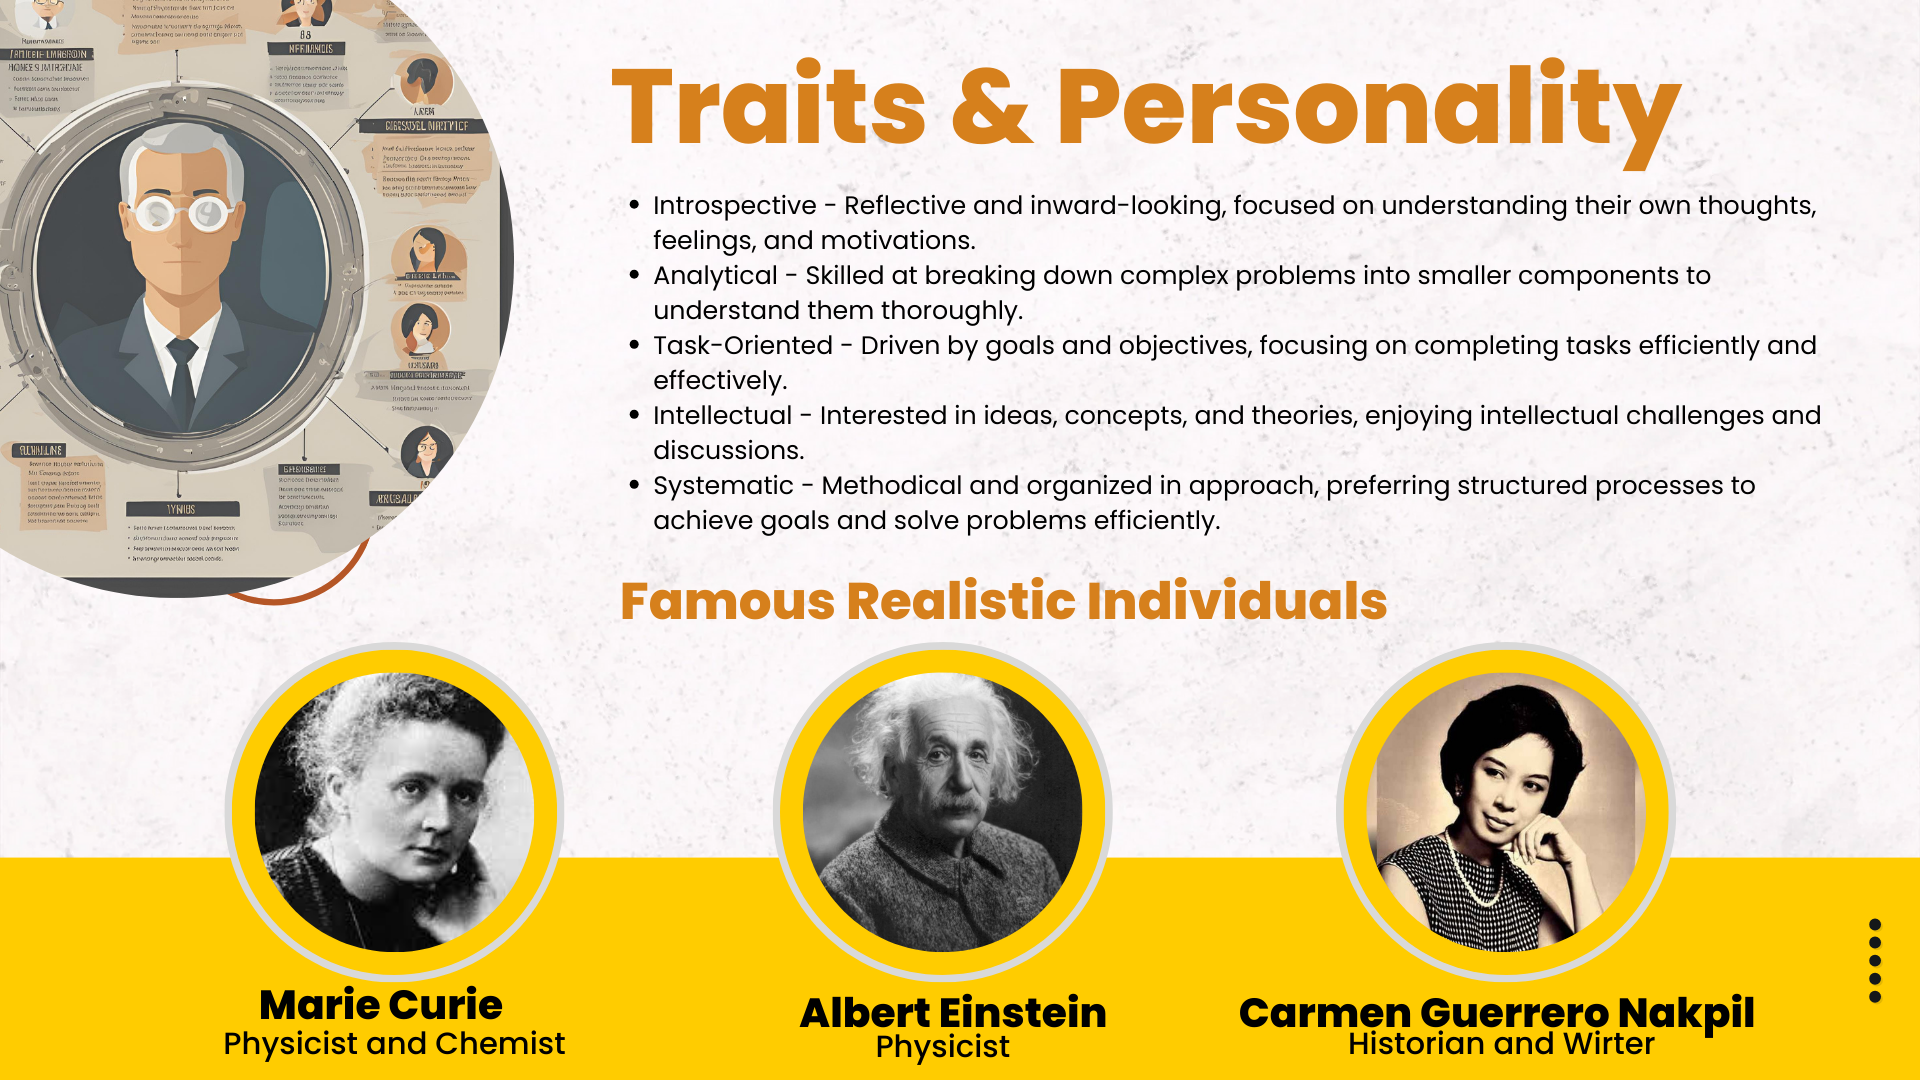 Traits & Personality
• Introspective - Reflective and inward-looking, focused on understanding their own thoughts,
feelings, and motivations.
• Analytical - Skilled at breaking down complex problems into smaller components to
understand them thoroughly.
• Task-Oriented - Driven by goals and objectives, focusing on completing tasks efficiently and
effectively.
• Intellectual - Interested in ideas, concepts, and theories, enjoying intellectual challenges and
discussions.
• Systematic - Methodical and organized in approach, preferring structured processes to
achieve goals and solve problems efficiently.
Famous Realistic Individuals
Marie Curie
Physicist and Chemist
Albert Einstein
Physicist
Carmen Guerrero Nakpil
Historian and Wirter